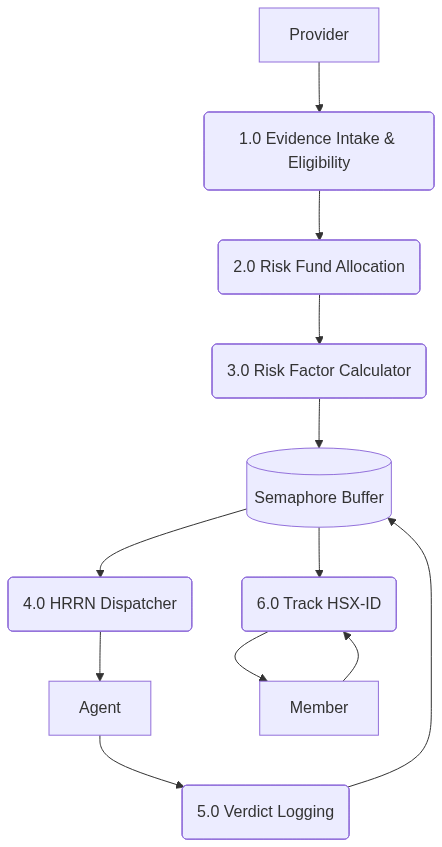 Provider
1.0 Evidence Intake &
Eligibility
2.0 Risk Fund Allocation
3.0 Risk Factor Calculator
Semaphore Buffer
4.0 HRRN Dispatcher
6.0 Track HSX-ID
Agent
Member
5.0 Verdict Logging